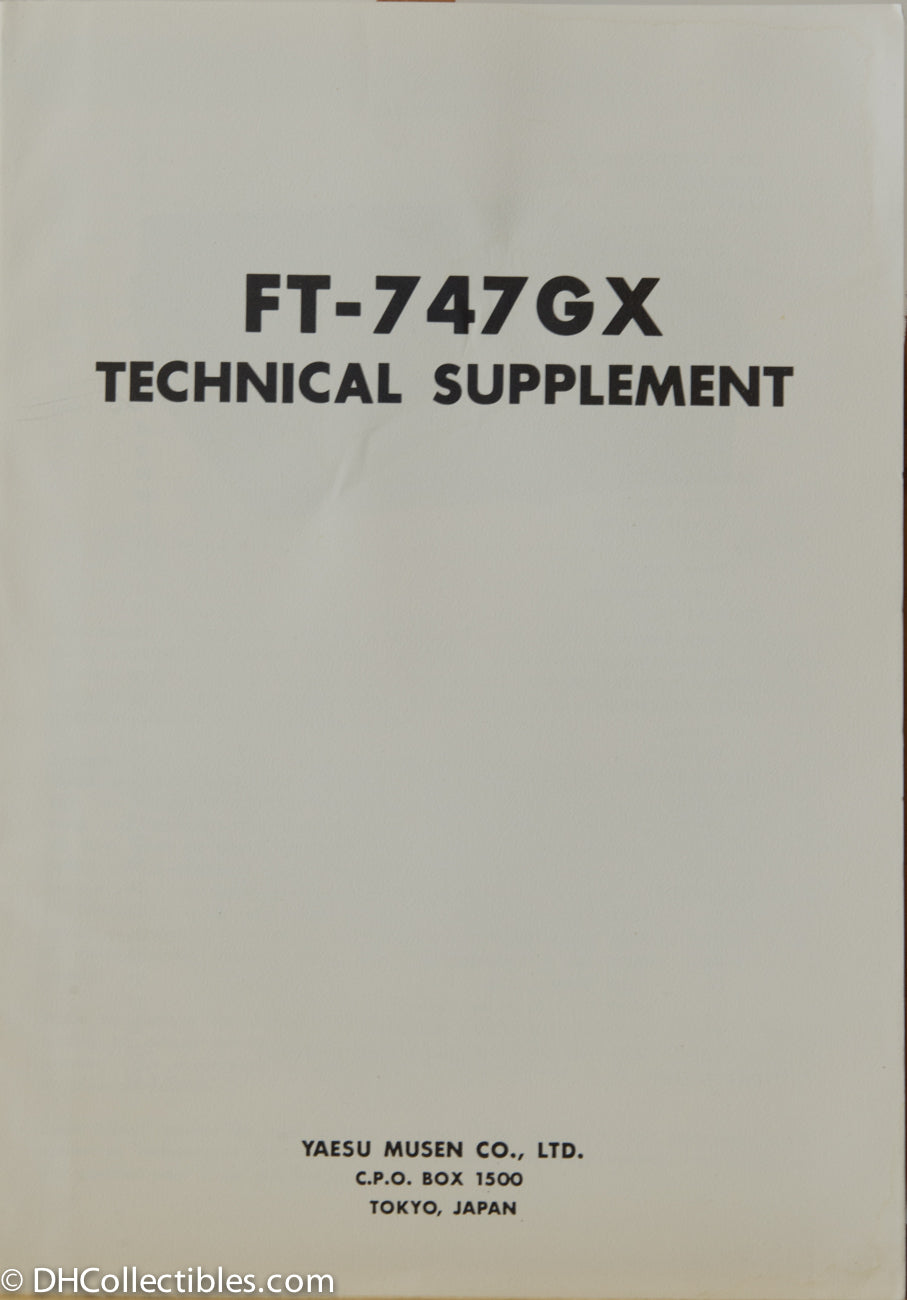 FT-747GX
TECHNICAL SUPPLEMENT
YAESU MUSEN CO., LTD.
C.P.O. BOX 1500
TOKYO, JAPAN
© DHCollectibles.com